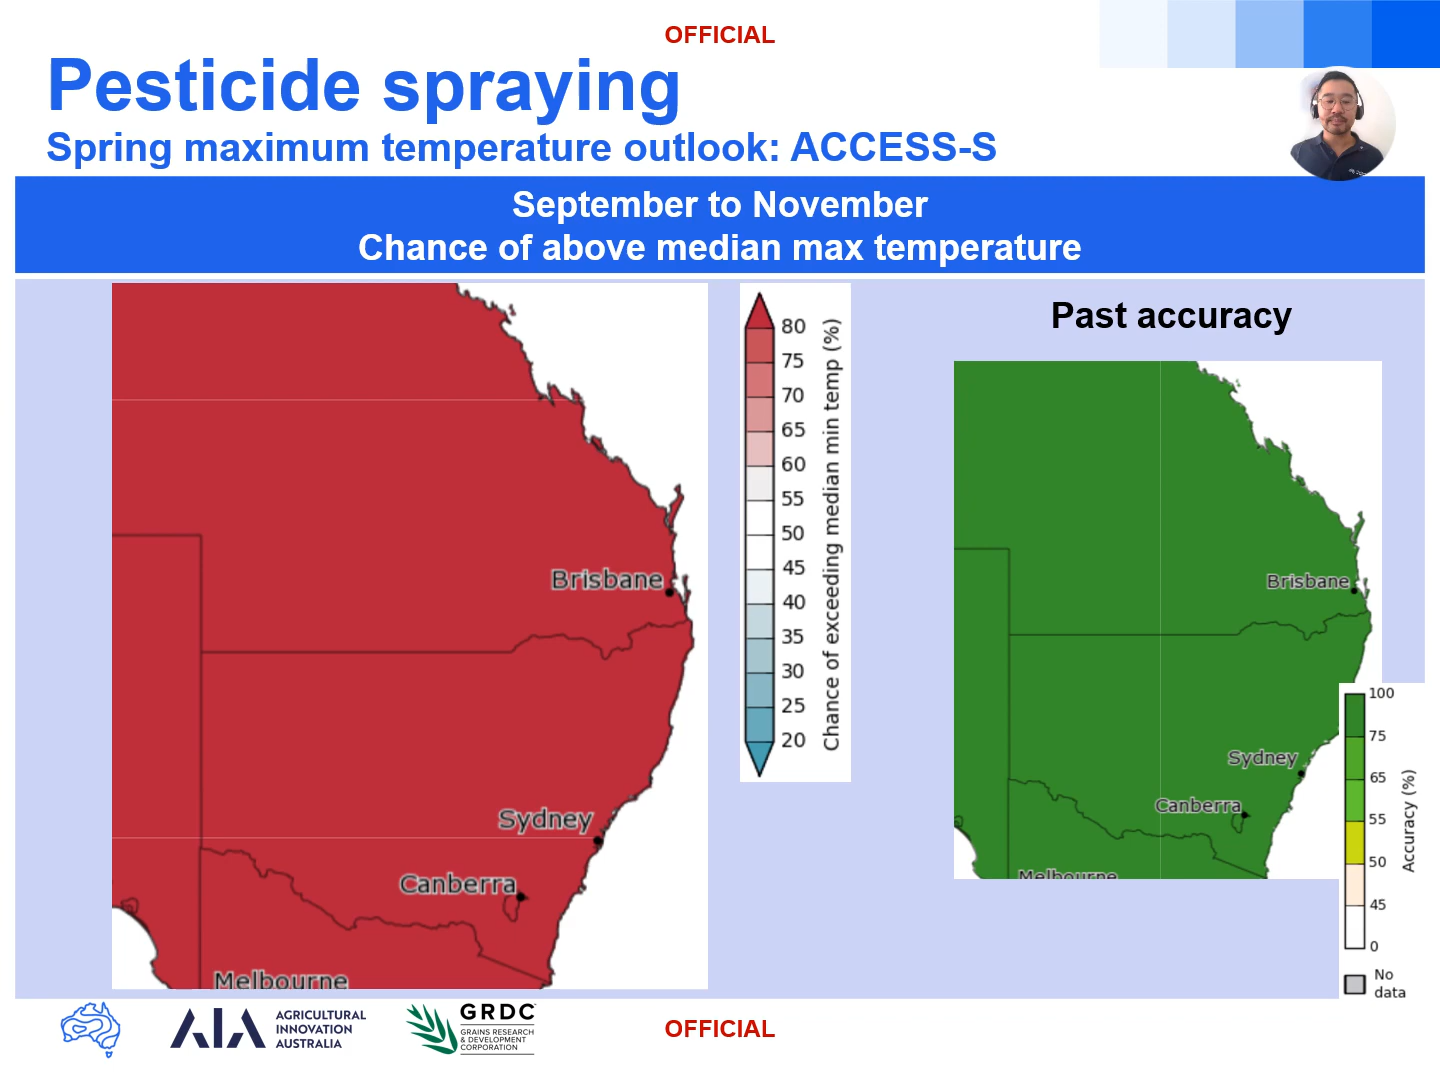 OFFICIAL
Pesticide spraying
Spring maximum temperature outlook: ACCESS-S
September to November
Chance of above median max temperature
Brisbane
Sydney
Canberra
Melbourne
80
75
70
65
60
55
50
45
40
35
30
25
20
Chance of exceeding median min temp (%)
Past accuracy
Brisbane
Sydney
Canberra
Melbourne
100
75
65
55
50
45
0
Accuracy (%)
No
data
AIA
AGRICULTURAL
INNOVATION
AUSTRALIA
GRDC
GRAINS RESEARCH
& DEVELOPMENT
CORPORATION
OFFICIAL